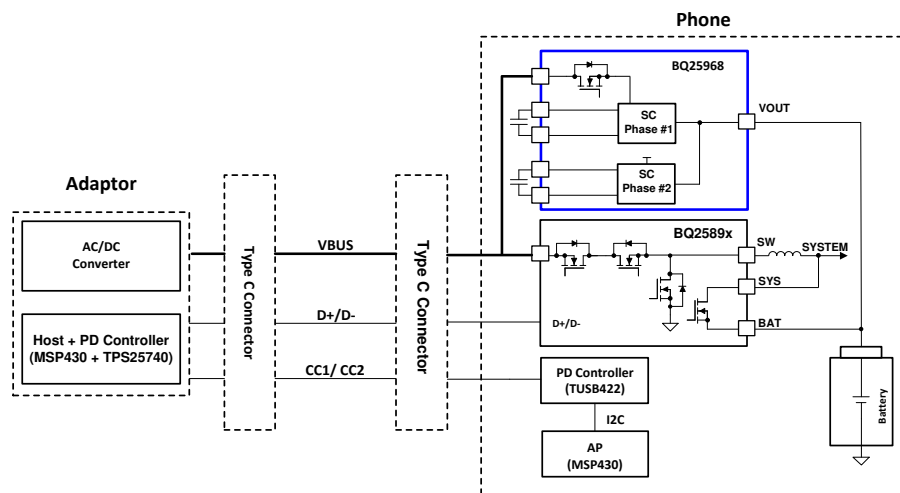 Phone
BQ25968
SC
Phase #1
VOUT
SC
Phase #2
Adaptor
AC/DC
Converter
Host + PD Controller
(MSP430 + TPS25740)
Type C Connector
VBUS
D+/D-
CC1/ CC2
Type C Connector
BQ2589x
SW
SYSTEM
SYS
BAT
D+/D-
PD Controller
(TUSB422)
I2C
AP
(MSP430)
Battery